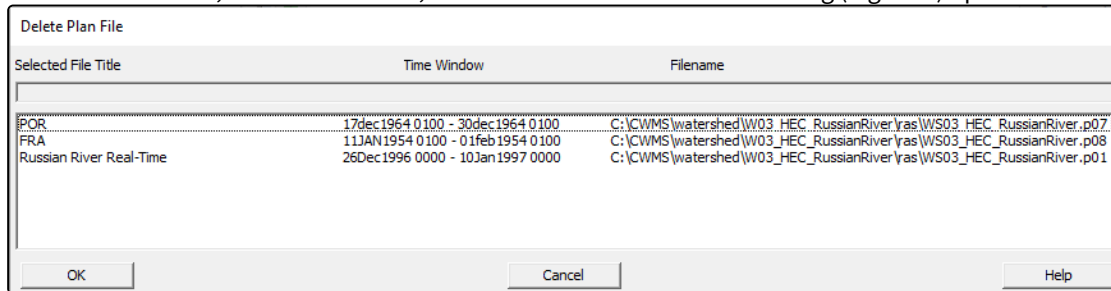 Delete Plan File
Selected File Title Time Window Filename
POR 17dec1964 0100 - 30dec1964 0100 C:\CWMS\watershed\W03_HEC_RussianRiver\ras\WS03_HEC_RussianRiver.p07
FRA 11JAN1954 0100 - 01feb1954 0100 C:\CWMS\watershed\W03_HEC_RussianRiver\ras\WS03_HEC_RussianRiver.p08
Russian River Real-Time 26Dec1996 0000 - 10Jan1997 0000 C:\CWMS\watershed\W03_HEC_RussianRiver\ras\WS03_HEC_RussianRiver.p01
OK Cancel Help